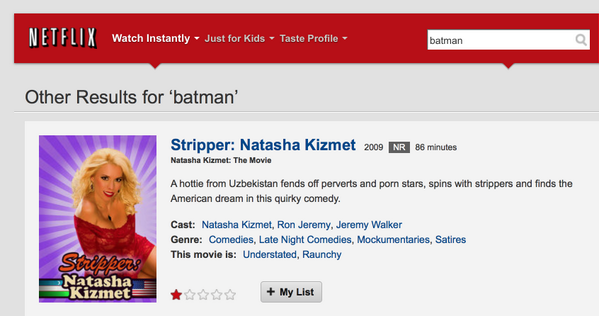 NETFLIX Watch Instantly Just for Kids Taste Profile batman
Other Results for ‘batman’
Stripper: Natasha Kizmet 2009 NR 86 minutes
Natasha Kizmet: The Movie
A hottie from Uzbekistan fends off perverts and porn stars, spins with strippers and finds the
American dream in this quirky comedy.
Cast: Natasha Kizmet, Ron Jeremy, Jeremy Walker
Genre: Comedies, Late Night Comedies, Mockumentaries, Satires
This movie is: Understated, Raunchy
+ My List
Stripper:
Natasha
Kizmet